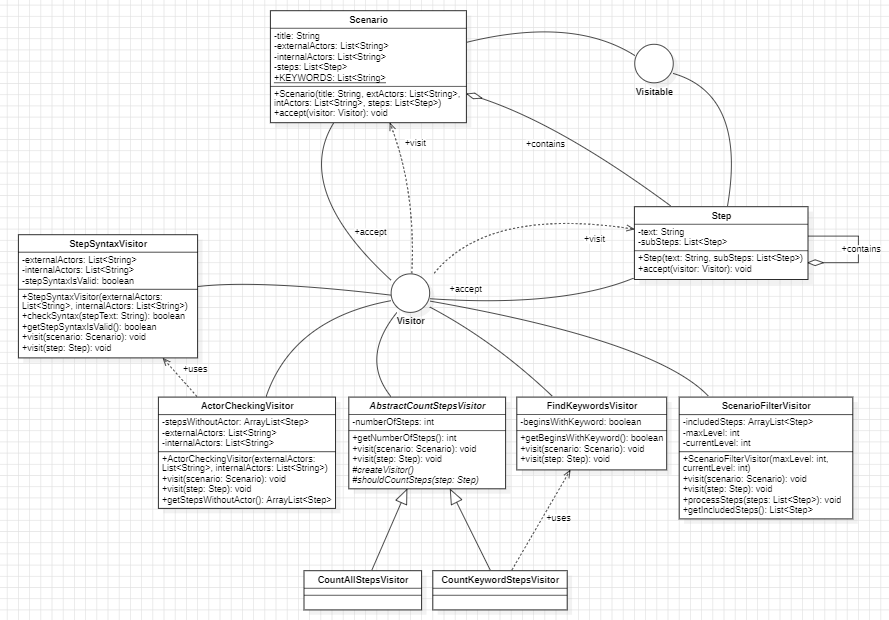 Scenario
-title: String
-externalActors: List<String>
-internalActors: List<String>
-steps: List<Step>
+KEYWORDS: List<String>
+Scenario(title: String, extActors: List<String>,
intActors: List<String>, steps: List<Step>)
+accept(visitor: Visitor): void
Visitable
+visit
+contains
+accept
+visit
Step
-text: String
-subSteps: List<Step>
+Step(text: String, subSteps: List<Step>)
+accept(visitor: Visitor): void
+contains
StepSyntaxVisitor
-externalActors: List<String>
-internalActors: List<String>
-stepSyntaxIsValid: boolean
+StepSyntaxVisitor(externalActors:
List<String>, internalActors: List<String>)
+checkSyntax(stepText: String): boolean
+getStepSyntaxIsValid(): boolean
+visit(scenario: Scenario): void
+visit(step: Step): void
+accept
Visitor
+uses
ActorCheckingVisitor
-stepsWithoutActor: ArrayList<Step>
-externalActors: List<String>
-internalActors: List<String>
+ActorCheckingVisitor(externalActors:
List<String>, internalActors: List<String>)
+visit(scenario: Scenario): void
+visit(step: Step): void
+getStepsWithoutActor(): ArrayList<Step>
AbstractCountStepsVisitor
-numberOfSteps: int
+getNumberOfSteps(): int
+visit(scenario: Scenario): void
+visit(step: Step): void
#createVisitor()
#shouldCountSteps(step: Step)
FindKeywordsVisitor
-beginsWithKeyword: boolean
+getBeginsWithKeyword(): boolean
+visit(scenario: Scenario): void
+visit(step: Step): void
ScenarioFilterVisitor
-includedSteps: ArrayList<Step>
-maxLevel: int
-currentLevel: int
+ScenarioFilterVisitor(maxLevel: int,
currentLevel: int)
+visit(scenario: Scenario): void
+visit(step: Step): void
+processSteps(steps: List<Step>): void
+getIncludedSteps(): List<Step>
+uses
CountAllStepsVisitor
CountKeywordStepsVisitor